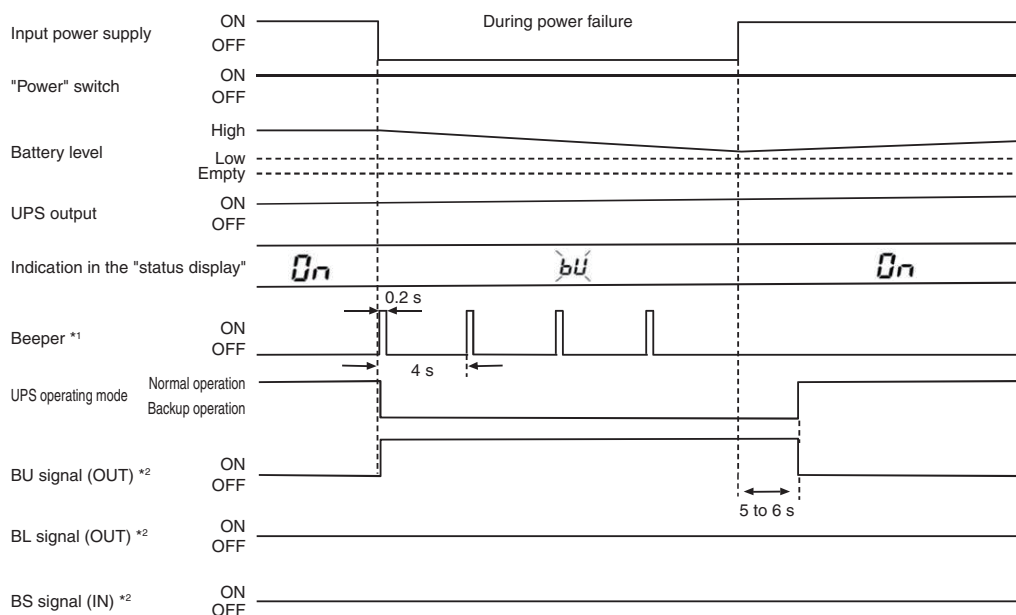 During power failure
Input power supply ON
OFF
"Power" switch ON
OFF
Battery level High
Low
Empty
UPS output ON
OFF
Indication in the "status display" On bU On
0.2 s
Beeper *1 ON
OFF
4 s
UPS operating mode Normal operation
Backup operation
BU signal (OUT) *2 ON
OFF
5 to 6 s
BL signal (OUT) *2 ON
OFF
BS signal (IN) *2 ON
OFF